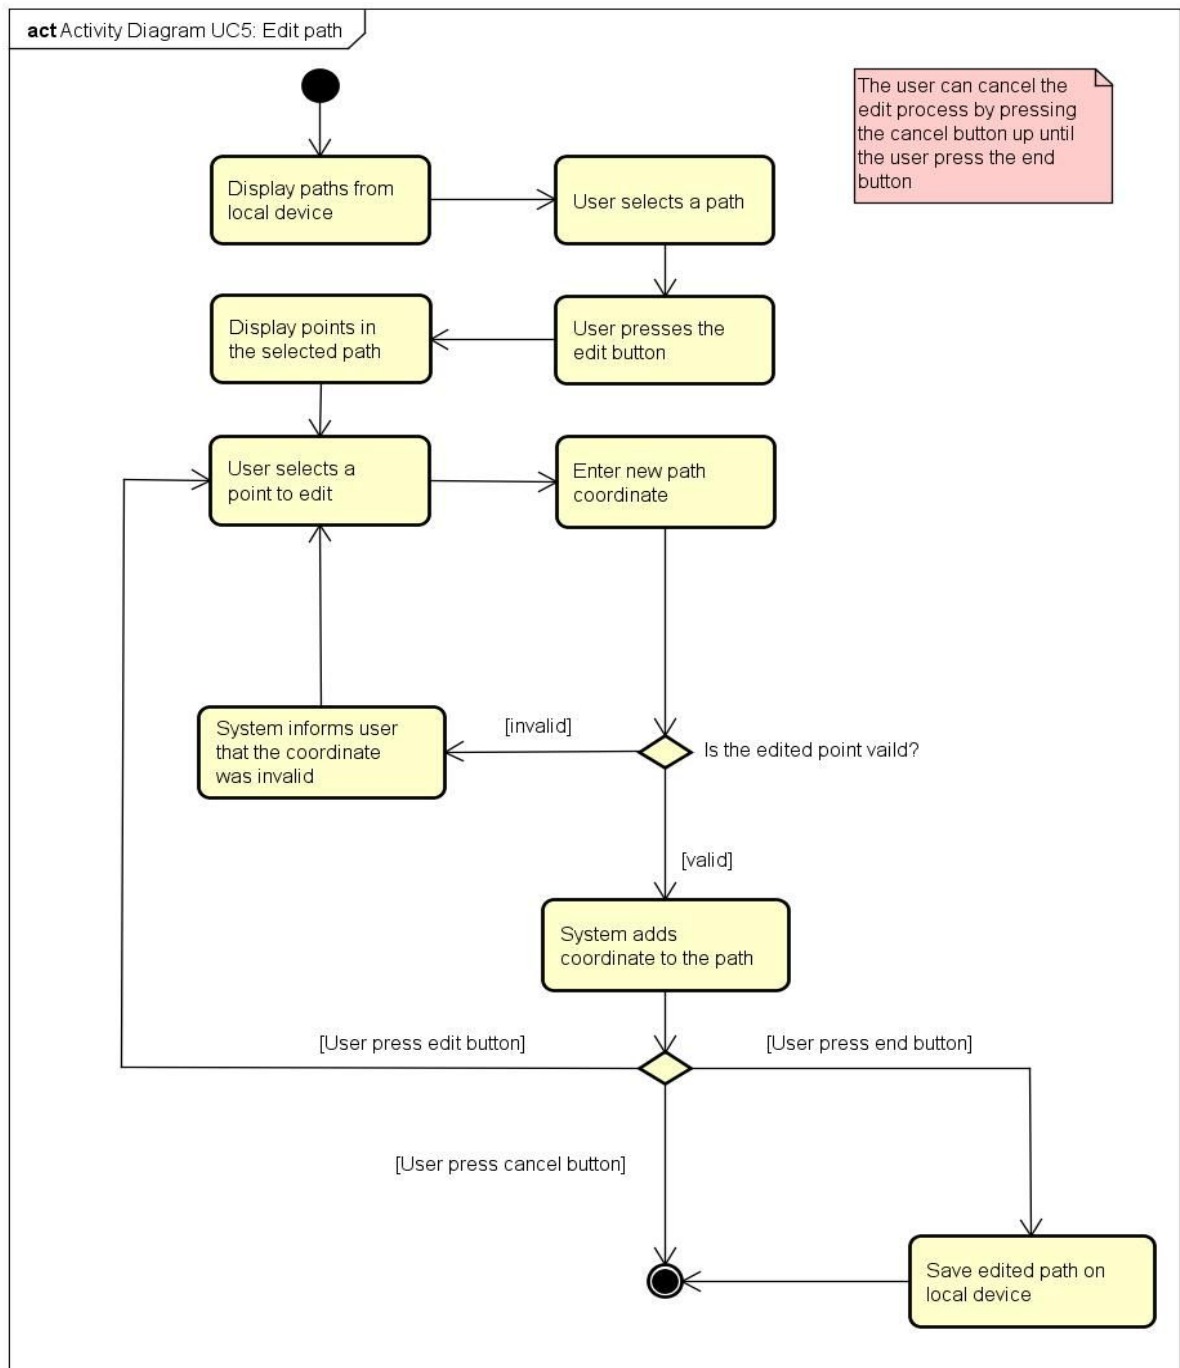 act Activity Diagram UC5: Edit path
The user can cancel the
edit process by pressing
the cancel button up until
the user press the end
button
Display paths from
local device
User selects a path
Display points in
the selected path
User presses the
edit button
User selects a
point to edit
Enter new path
coordinate
System informs user
that the coordinate
was invalid
[invalid]
Is the edited point vaild?
[valid]
System adds
coordinate to the path
[User press edit button]
[User press end button]
[User press cancel button]
Save edited path on
local device